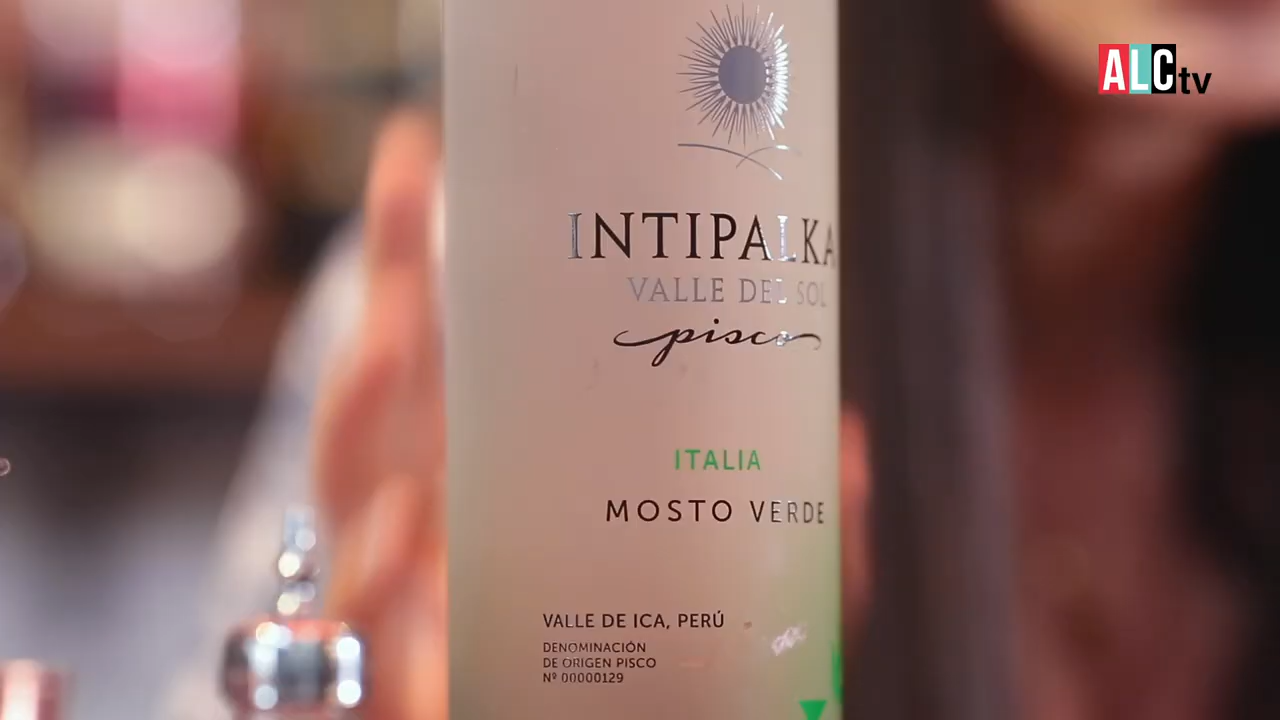 ALCtv
INTIPALKA
VALLE DEL SOL
pisco
ITALIA
MOSTO VERDE
VALLE DE ICA, PERÚ
DENOMINACIÓN
DE ORIGEN PISCO
Nº 00000129